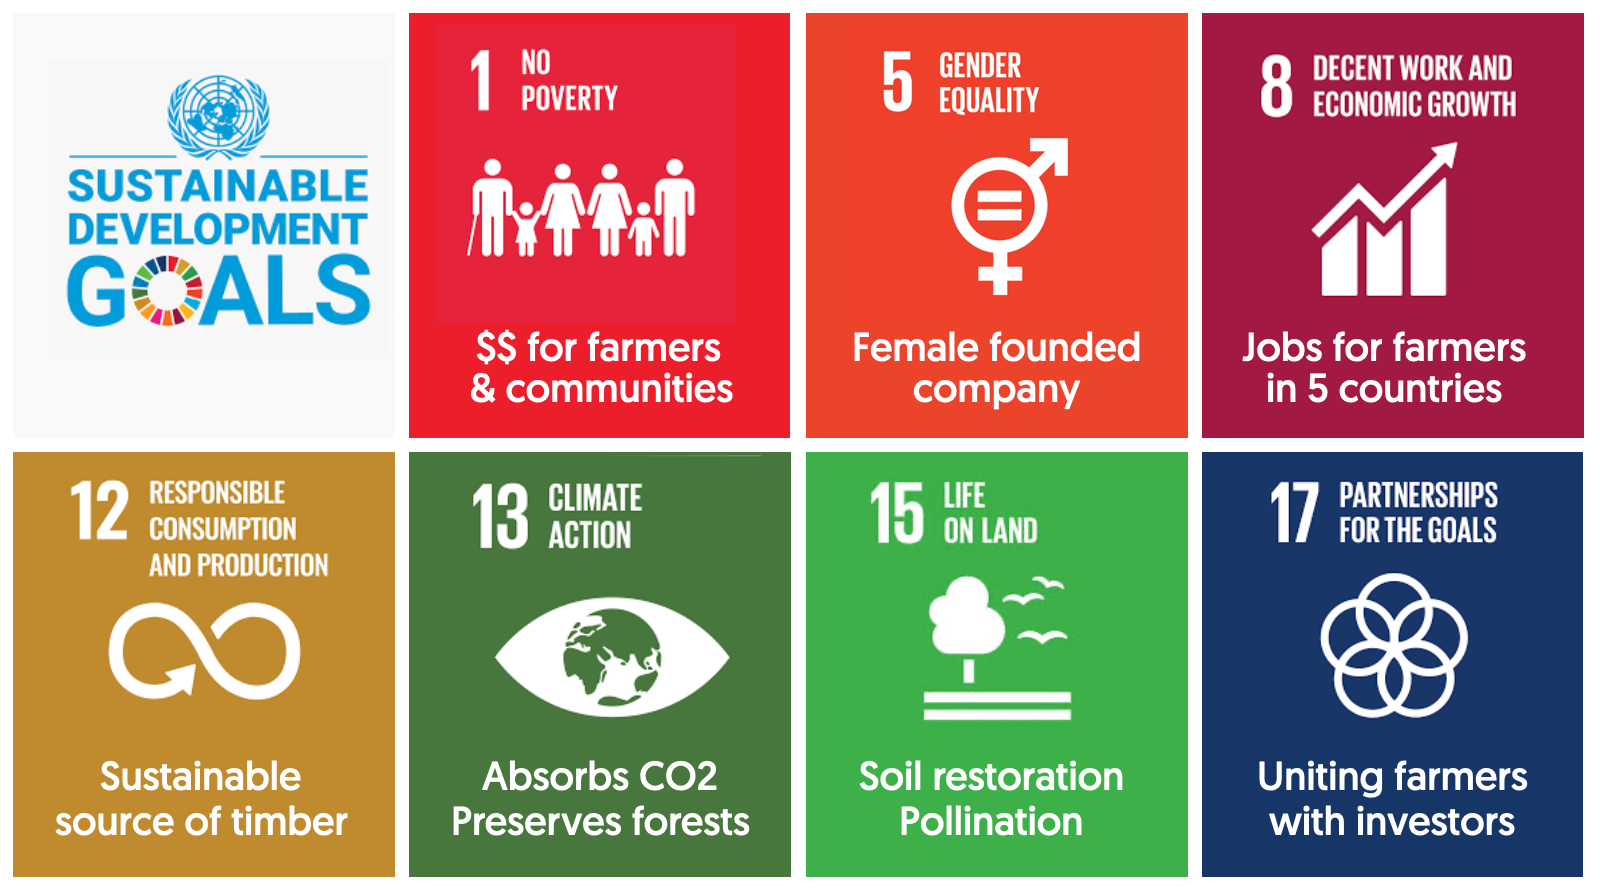 SUSTAINABLE
DEVELOPMENT
GOALS
1 NO
POVERTY
$$ for farmers
& communities
5 GENDER
EQUALITY
Female founded
company
8 DECENT WORK AND
ECONOMIC GROWTH
Jobs for farmers
in 5 countries
12 RESPONSIBLE
CONSUMPTION
AND PRODUCTION
Sustainable
source of timber
13 CLIMATE
ACTION
Absorbs CO2
Preserves forests
15 LIFE
ON LAND
Soil restoration
Pollination
17 PARTNERSHIPS
FOR THE GOALS
Uniting farmers
with investors